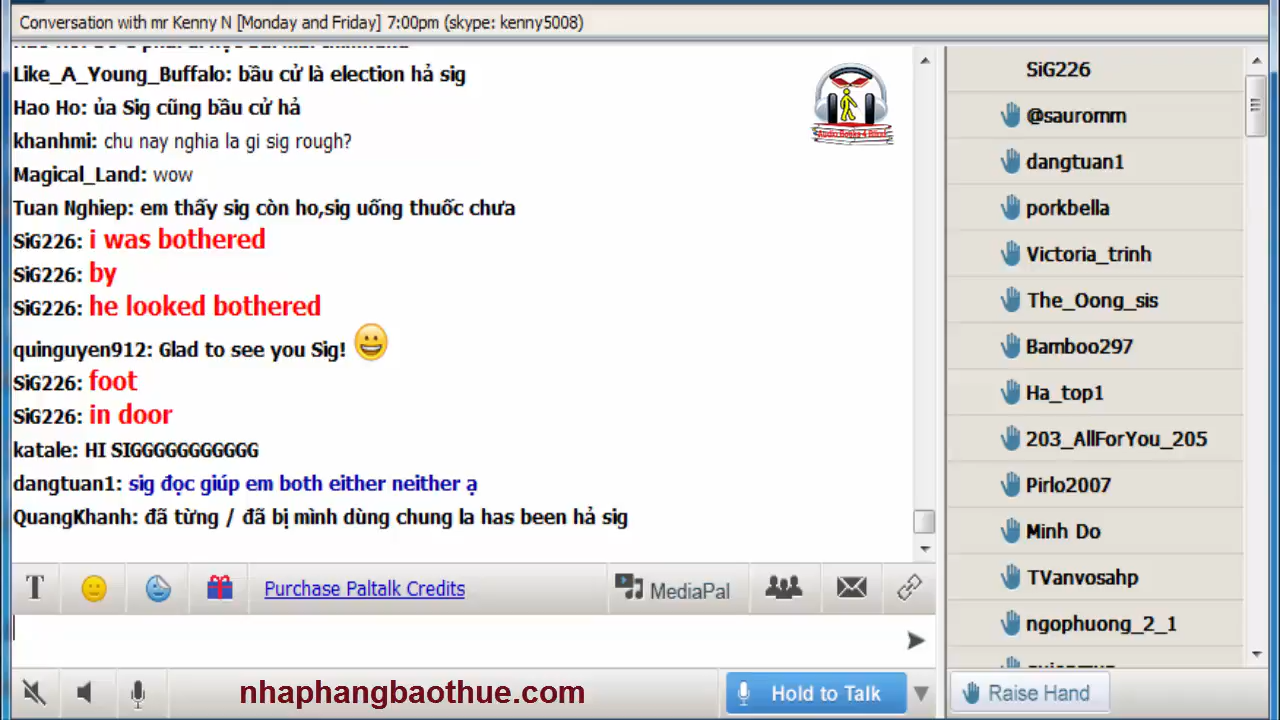 Conversation with mr Kenny N [Monday and Friday] 7:00pm (skype: kenny5008)
Like_A_Young_Buffalo: bầu cử là election hả sig
Hao Ho: ủa Sig cũng bầu cử hả
khanhmi: chu nay nghia la gi sig rough?
Magical_Land: wow
Tuan Nghiep: em thấy sig còn ho,sig uống thuốc chưa
SiG226: i was bothered
SiG226: by
SiG226: he looked bothered
quinguyen912: Glad to see you Sig!
SiG226: foot
SiG226: in door
katale: HI SIGGGGGGGGGGG
dangtuan1: sig đọc giúp em both either neither ạ
QuangKhanh: đã từng / đã bị mình dùng chung la has been hả sig
Audio Books 4 Blind
T
Purchase Paltalk Credits
MediaPal
nhaphangbaothue.com
Hold to Talk
SiG226
@sauromm
dangtuan1
porkbella
Victoria_trinh
The_Oong_sis
Bamboo297
Ha_top1
203_AllForYou_205
Pirlo2007
Minh Do
TVanvosahp
ngophuong_2_1
Raise Hand